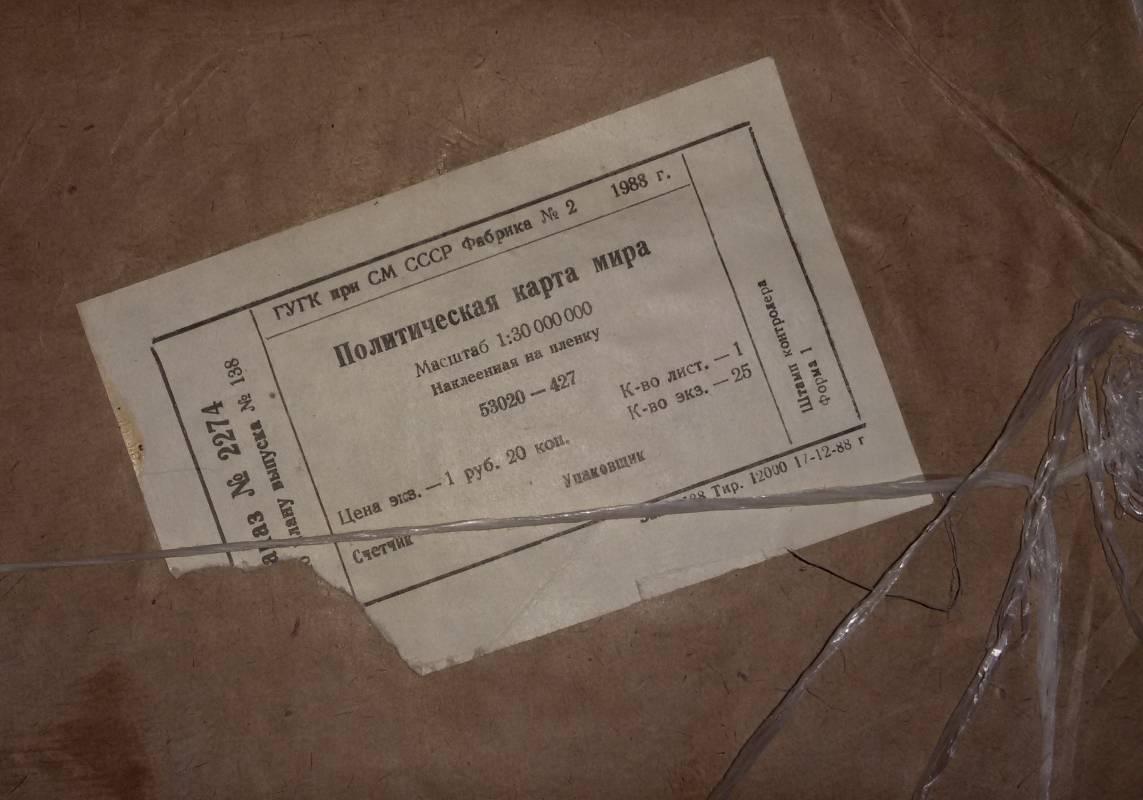 ГУГК при СМ СССР Фабрика № 2 1988 г.
Политическая карта мира
Масштаб 1:30 000 000
Наклеенная на пленку
53020 — 427
К-во лист. — 1
К-во экз. — 25
Цена экз. — 1 руб. 20 коп.
Упаковщик
Счетчик
№ 2274
выпуска № 138
Штамп контролера
Форма 1
Тир. 12000 17-12-88 г